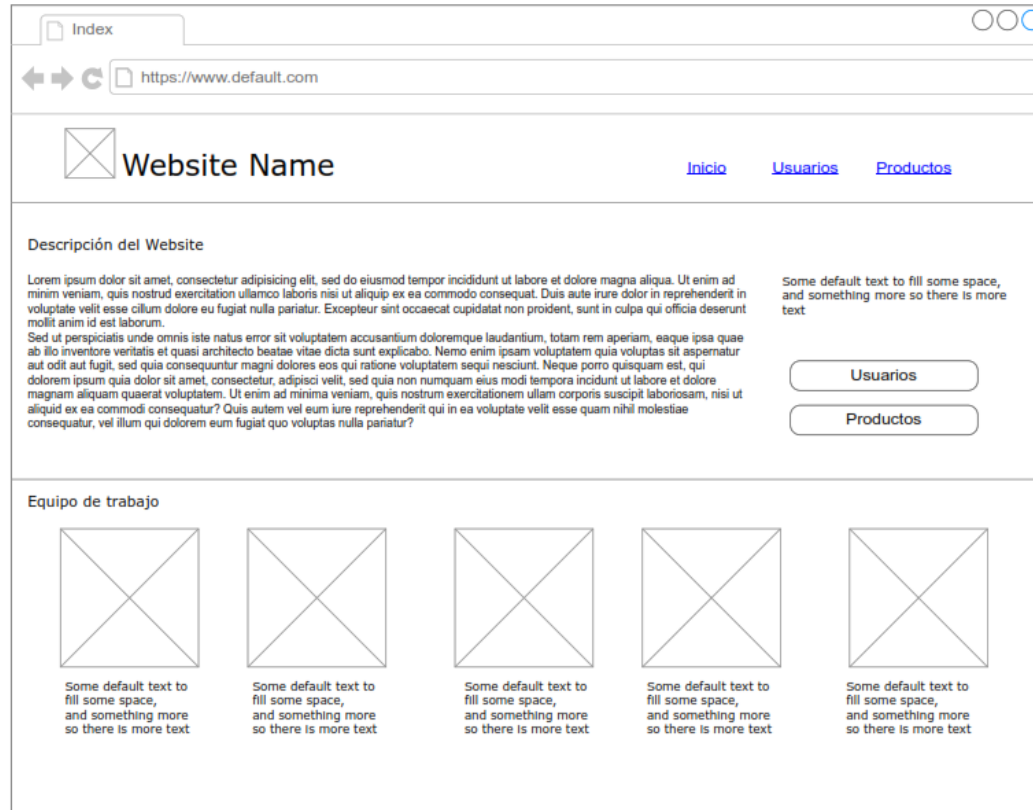 Index
https://www.default.com
Website Name
Inicio
Usuarios
Productos
Descripción del Website
Lorem ipsum dolor sit amet, consectetur adipisicing elit, sed do eiusmod tempor incididunt ut labore et dolore magna aliqua. Ut enim ad
minim veniam, quis nostrud exercitation ullamco laboris nisi ut aliquip ex ea commodo consequat. Duis aute irure dolor in reprehenderit in
voluptate velit esse cillum dolore eu fugiat nulla pariatur. Excepteur sint occaecat cupidatat non proident, sunt in culpa qui officia deserunt
mollit anim id est laborum.
Sed ut perspiciatis unde omnis iste natus error sit voluptatem accusantium doloremque laudantium, totam rem aperiam, eaque ipsa quae
ab illo inventore veritatis et quasi architecto beatae vitae dicta sunt explicabo. Nemo enim ipsam voluptatem quia voluptas sit aspernatur
aut odit aut fugit, sed quia consequuntur magni dolores eos qui ratione voluptatem sequi nesciunt. Neque porro quisquam est, qui
dolorem ipsum quia dolor sit amet, consectetur, adipisci velit, sed quia non numquam eius modi tempora incidunt ut labore et dolore
magnam aliquam quaerat voluptatem. Ut enim ad minima veniam, quis nostrum exercitationem ullam corporis suscipit laboriosam, nisi ut
aliquid ex ea commodi consequatur? Quis autem vel eum iure reprehenderit qui in ea voluptate velit esse quam nihil molestiae
consequatur, vel illum qui dolorem eum fugiat quo voluptas nulla pariatur?
Some default text to fill some space,
and something more so there is more
text
Usuarios
Productos
Equipo de trabajo
Some default text to
fill some space,
and something more
so there is more text
Some default text to
fill some space,
and something more
so there is more text
Some default text to
fill some space,
and something more
so there is more text
Some default text to
fill some space,
and something more
so there is more text
Some default text to
fill some space,
and something more
so there is more text